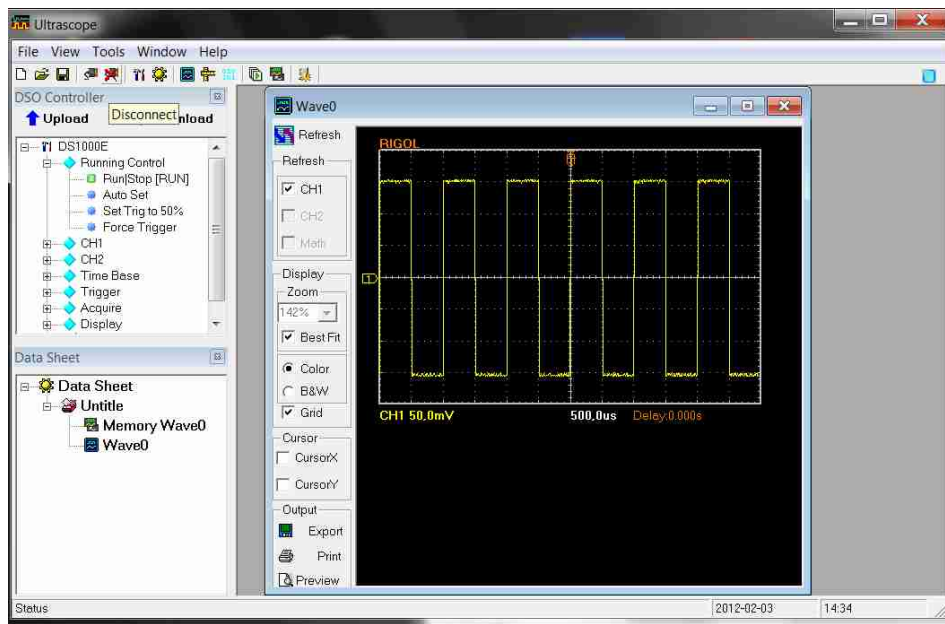 Ultrascope
File View Tools Window Help
DSO Controller
Upload
Disconnect
nload
DS1000E
Running Control
Run|Stop [RUN]
Auto Set
Set Trig to 50%
Force Trigger
CH1
CH2
Time Base
Trigger
Acquire
Display
Data Sheet
Data Sheet
Untitle
Memory Wave0
Wave0
Wave0
Refresh
Refresh
CH1
CH2
Math
Display
Zoom
142%
Best Fit
Color
B&W
Grid
Cursor
CursorX
CursorY
Output
Export
Print
Preview
RIGOL
1
CH1 50.0mV 500.0us Delay:0.000s
Status 2012-02-03 14:34